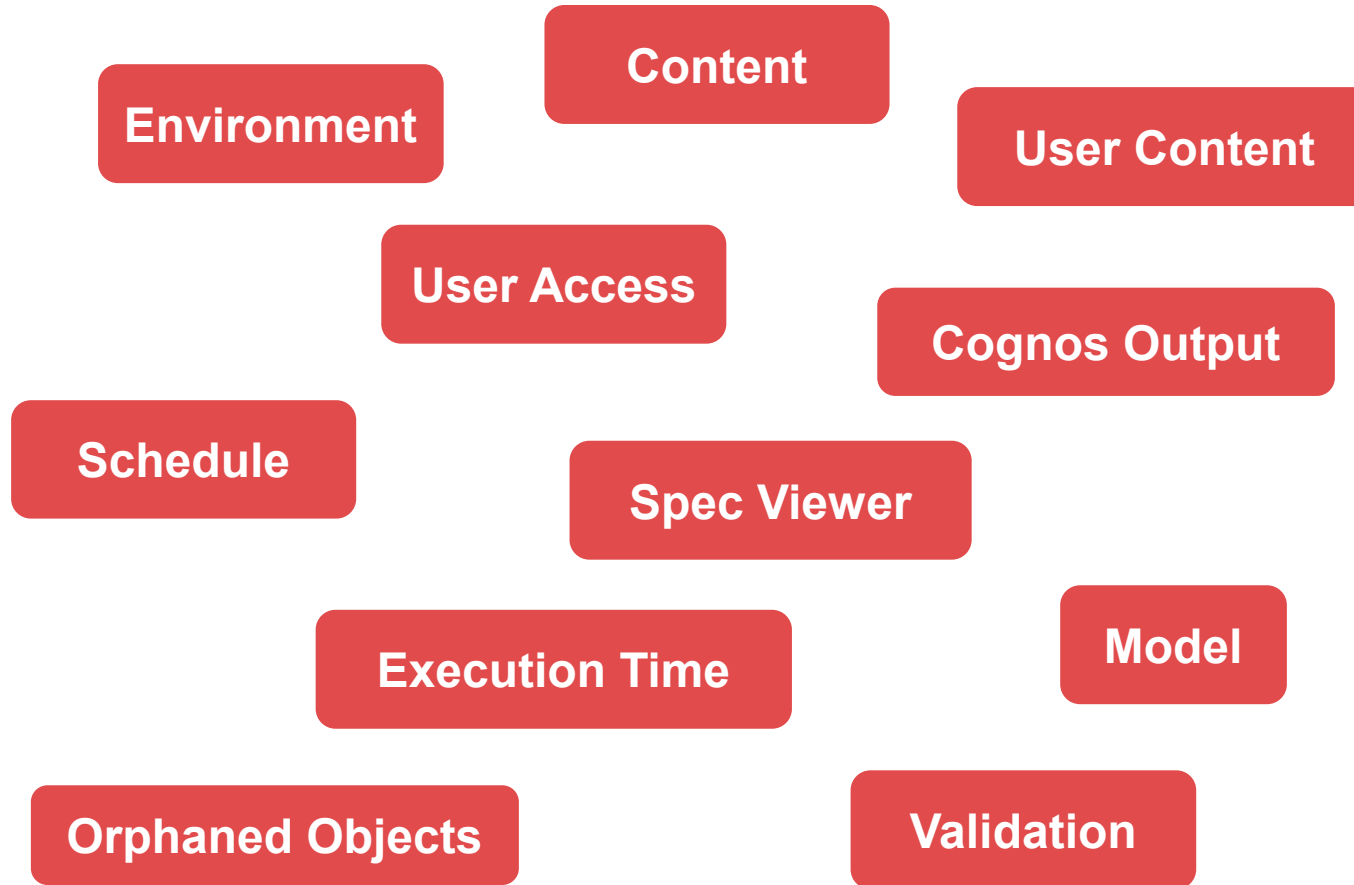 Content
Environment
User Content
User Access
Cognos Output
Schedule
Spec Viewer
Model
Execution Time
Validation
Orphaned Objects